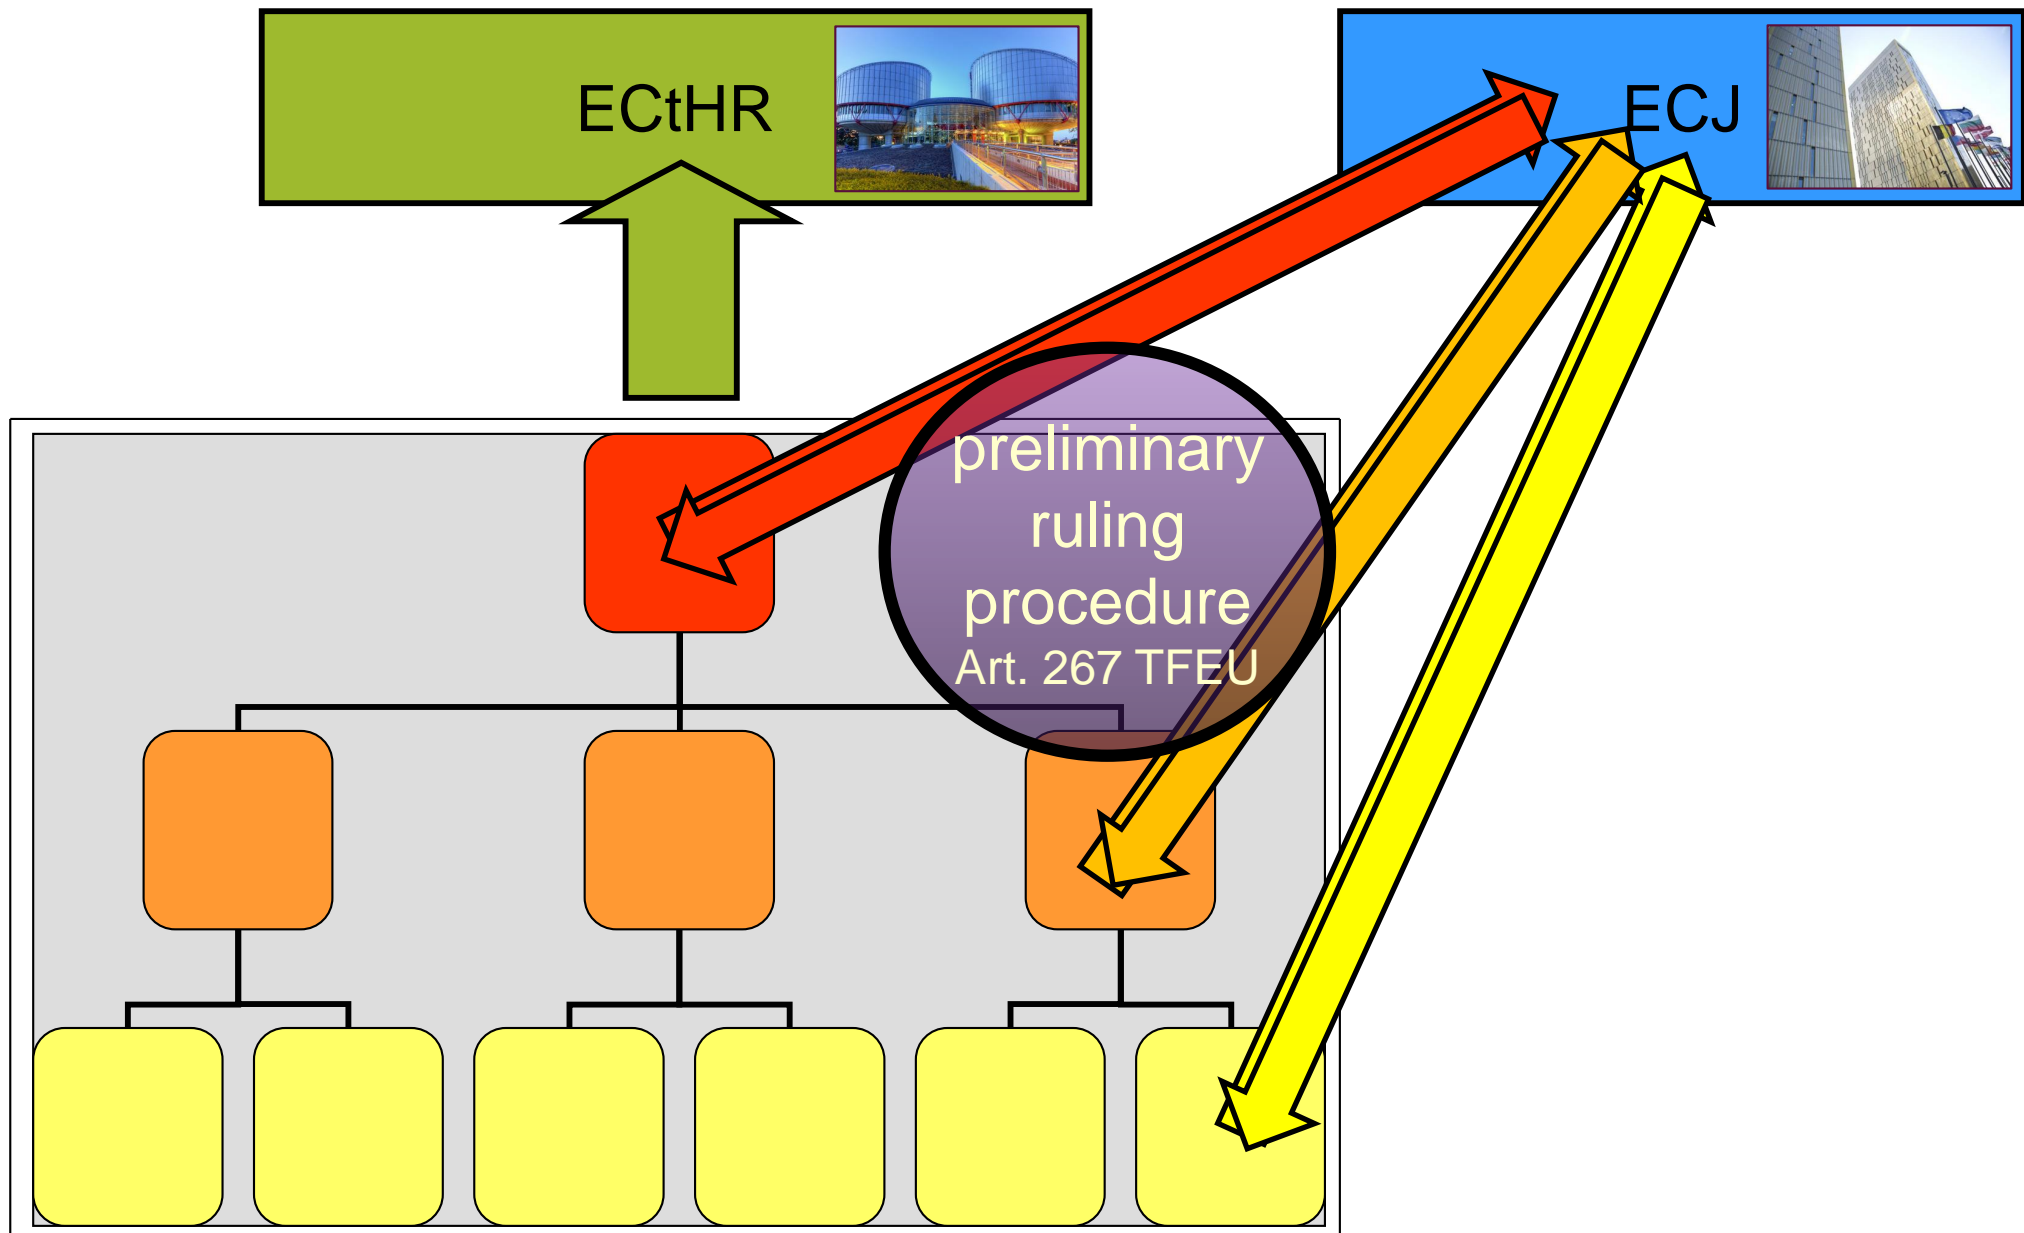 ECtHR
ECJ
preliminary
ruling
procedure
Art. 267 TFEU